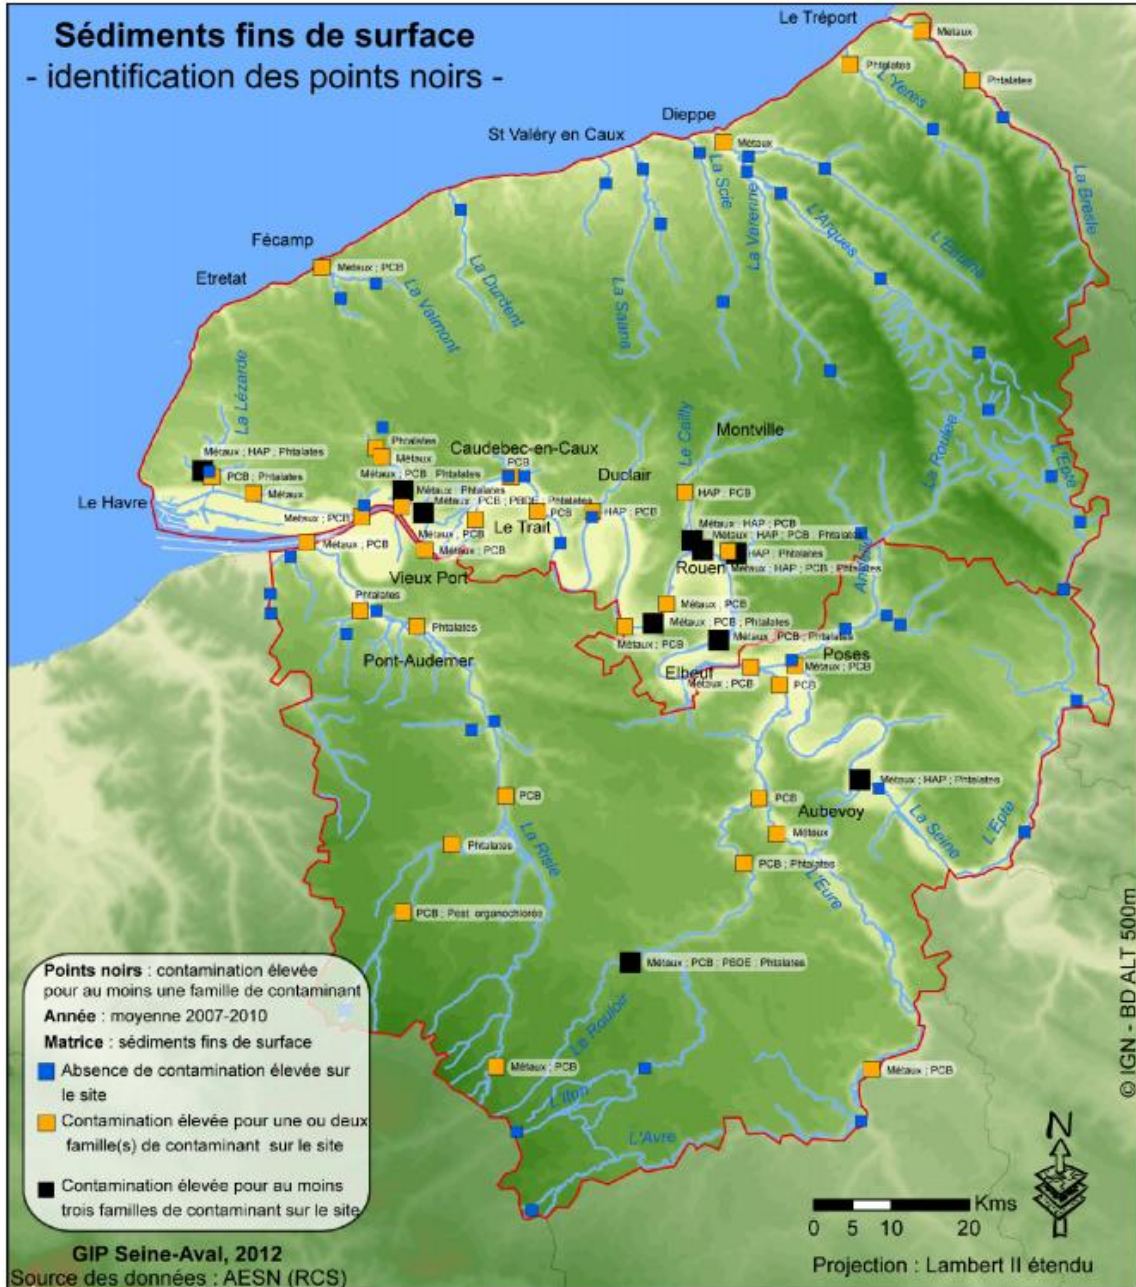 Sédiments fins de surface
- identification des points noirs -
Le Tréport
Métaux
Phtalates
Phtalates
L'Yeres
Dieppe
St Valéry en Caux
Métaux
La Scie
La Varenne
L'Arques
L'Eaulne
La Bresle
Fécamp
Métaux ; PCB
Etretat
La Valmont
La Durdent
La Saane
La Lézarde
Métaux ; HAP ; Phtalates
PCB ; Phtalates
Métaux
Le Havre
Phtalates
Métaux
Caudebec-en-Caux
PCB
Métaux ; PCB ; Phtalates
Métaux ; Phtalates
Métaux ; PCB ; PBDE ; Phtalates
Duclair
Le Cailly
Montville
La Rouloir
L'Epte
HAP ; PCB
Métaux ; PCB
Métaux ; PCB
Le Trait
PCB
HAP ; PCB
Métaux ; HAP ; PCB
Métaux ; HAP ; PCB ; Phtalates
HAP ; Phtalates
Métaux ; HAP ; PCB ; Phtalates
Rouen
Métaux ; PCB
Métaux ; PCB
Vieux Port
Phtalates
Phtalates
Pont-Audemer
Métaux ; PCB
Métaux ; PCB ; Phtalates
Métaux ; PCB
Métaux ; PCB ; Phtalates
Elbeuf
Poses
Métaux ; PCB
Métaux ; PCB
PCB
Métaux ; HAP ; Phtalates
PCB
PCB
Aubevoy
Métaux
La Seine
L'Epte
Phtalates
La Risle
PCB ; Phtalates
L'Eure
PCB ; Pest. organochlorés
Métaux ; PCB ; PBDE ; Phtalates
Le Rouloir
Métaux ; PCB
L'Iton
Métaux ; PCB
L'Avre
Points noirs : contamination élevée
pour au moins une famille de contaminant
Année : moyenne 2007-2010
Matrice : sédiments fins de surface
Absence de contamination élevée sur
le site
Contamination élevée pour une ou deux
famille(s) de contaminant sur le site
Contamination élevée pour au moins
trois familles de contaminant sur le site
GIP Seine-Aval, 2012
Source des données : AESN (RCS)
N
Kms
0 5 10 20
Projection : Lambert II étendu
© IGN - BD ALT 500m